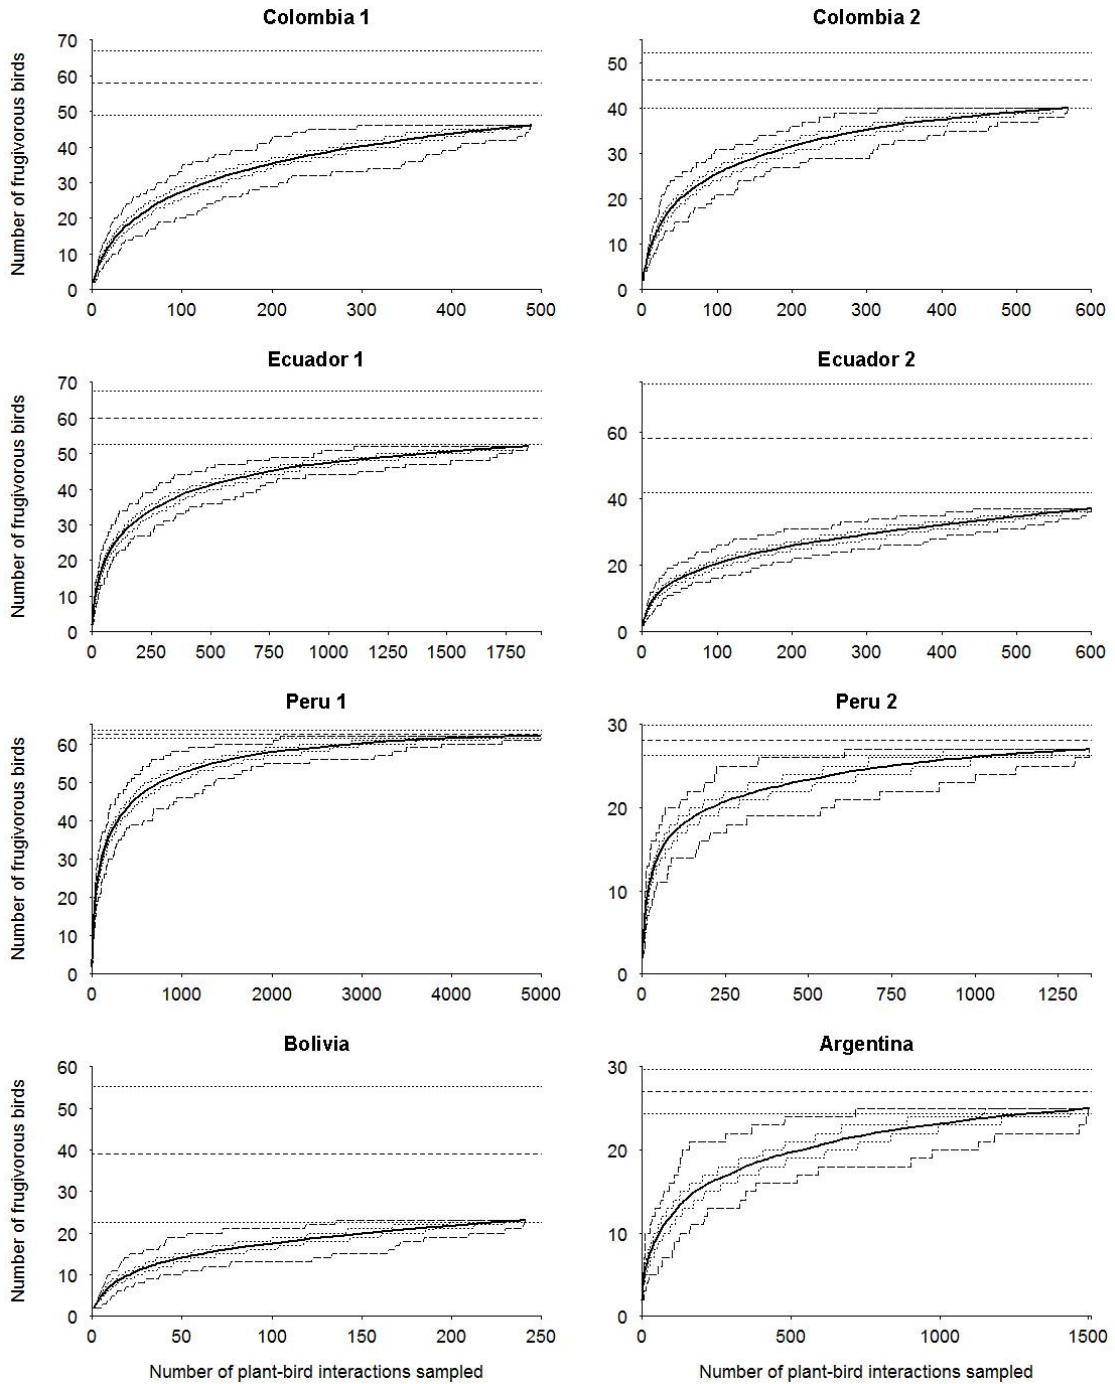 Colombia 1
Number of frugivorous birds
70
60
50
40
30
20
10
0
0 100 200 300 400 500
Colombia 2
50
40
30
20
10
0
0 100 200 300 400 500 600
Ecuador 1
Number of frugivorous birds
70
60
50
40
30
20
10
0
0 250 500 750 1000 1250 1500 1750
Ecuador 2
60
40
20
0
0 100 200 300 400 500 600
Peru 1
Number of frugivorous birds
60
50
40
30
20
10
0
0 1000 2000 3000 4000 5000
Peru 2
30
20
10
0
0 250 500 750 1000 1250
Bolivia
Number of frugivorous birds
60
50
40
30
20
10
0
0 50 100 150 200 250
Number of plant-bird interactions sampled
Argentina
30
20
10
0
0 500 1000 1500
Number of plant-bird interactions sampled